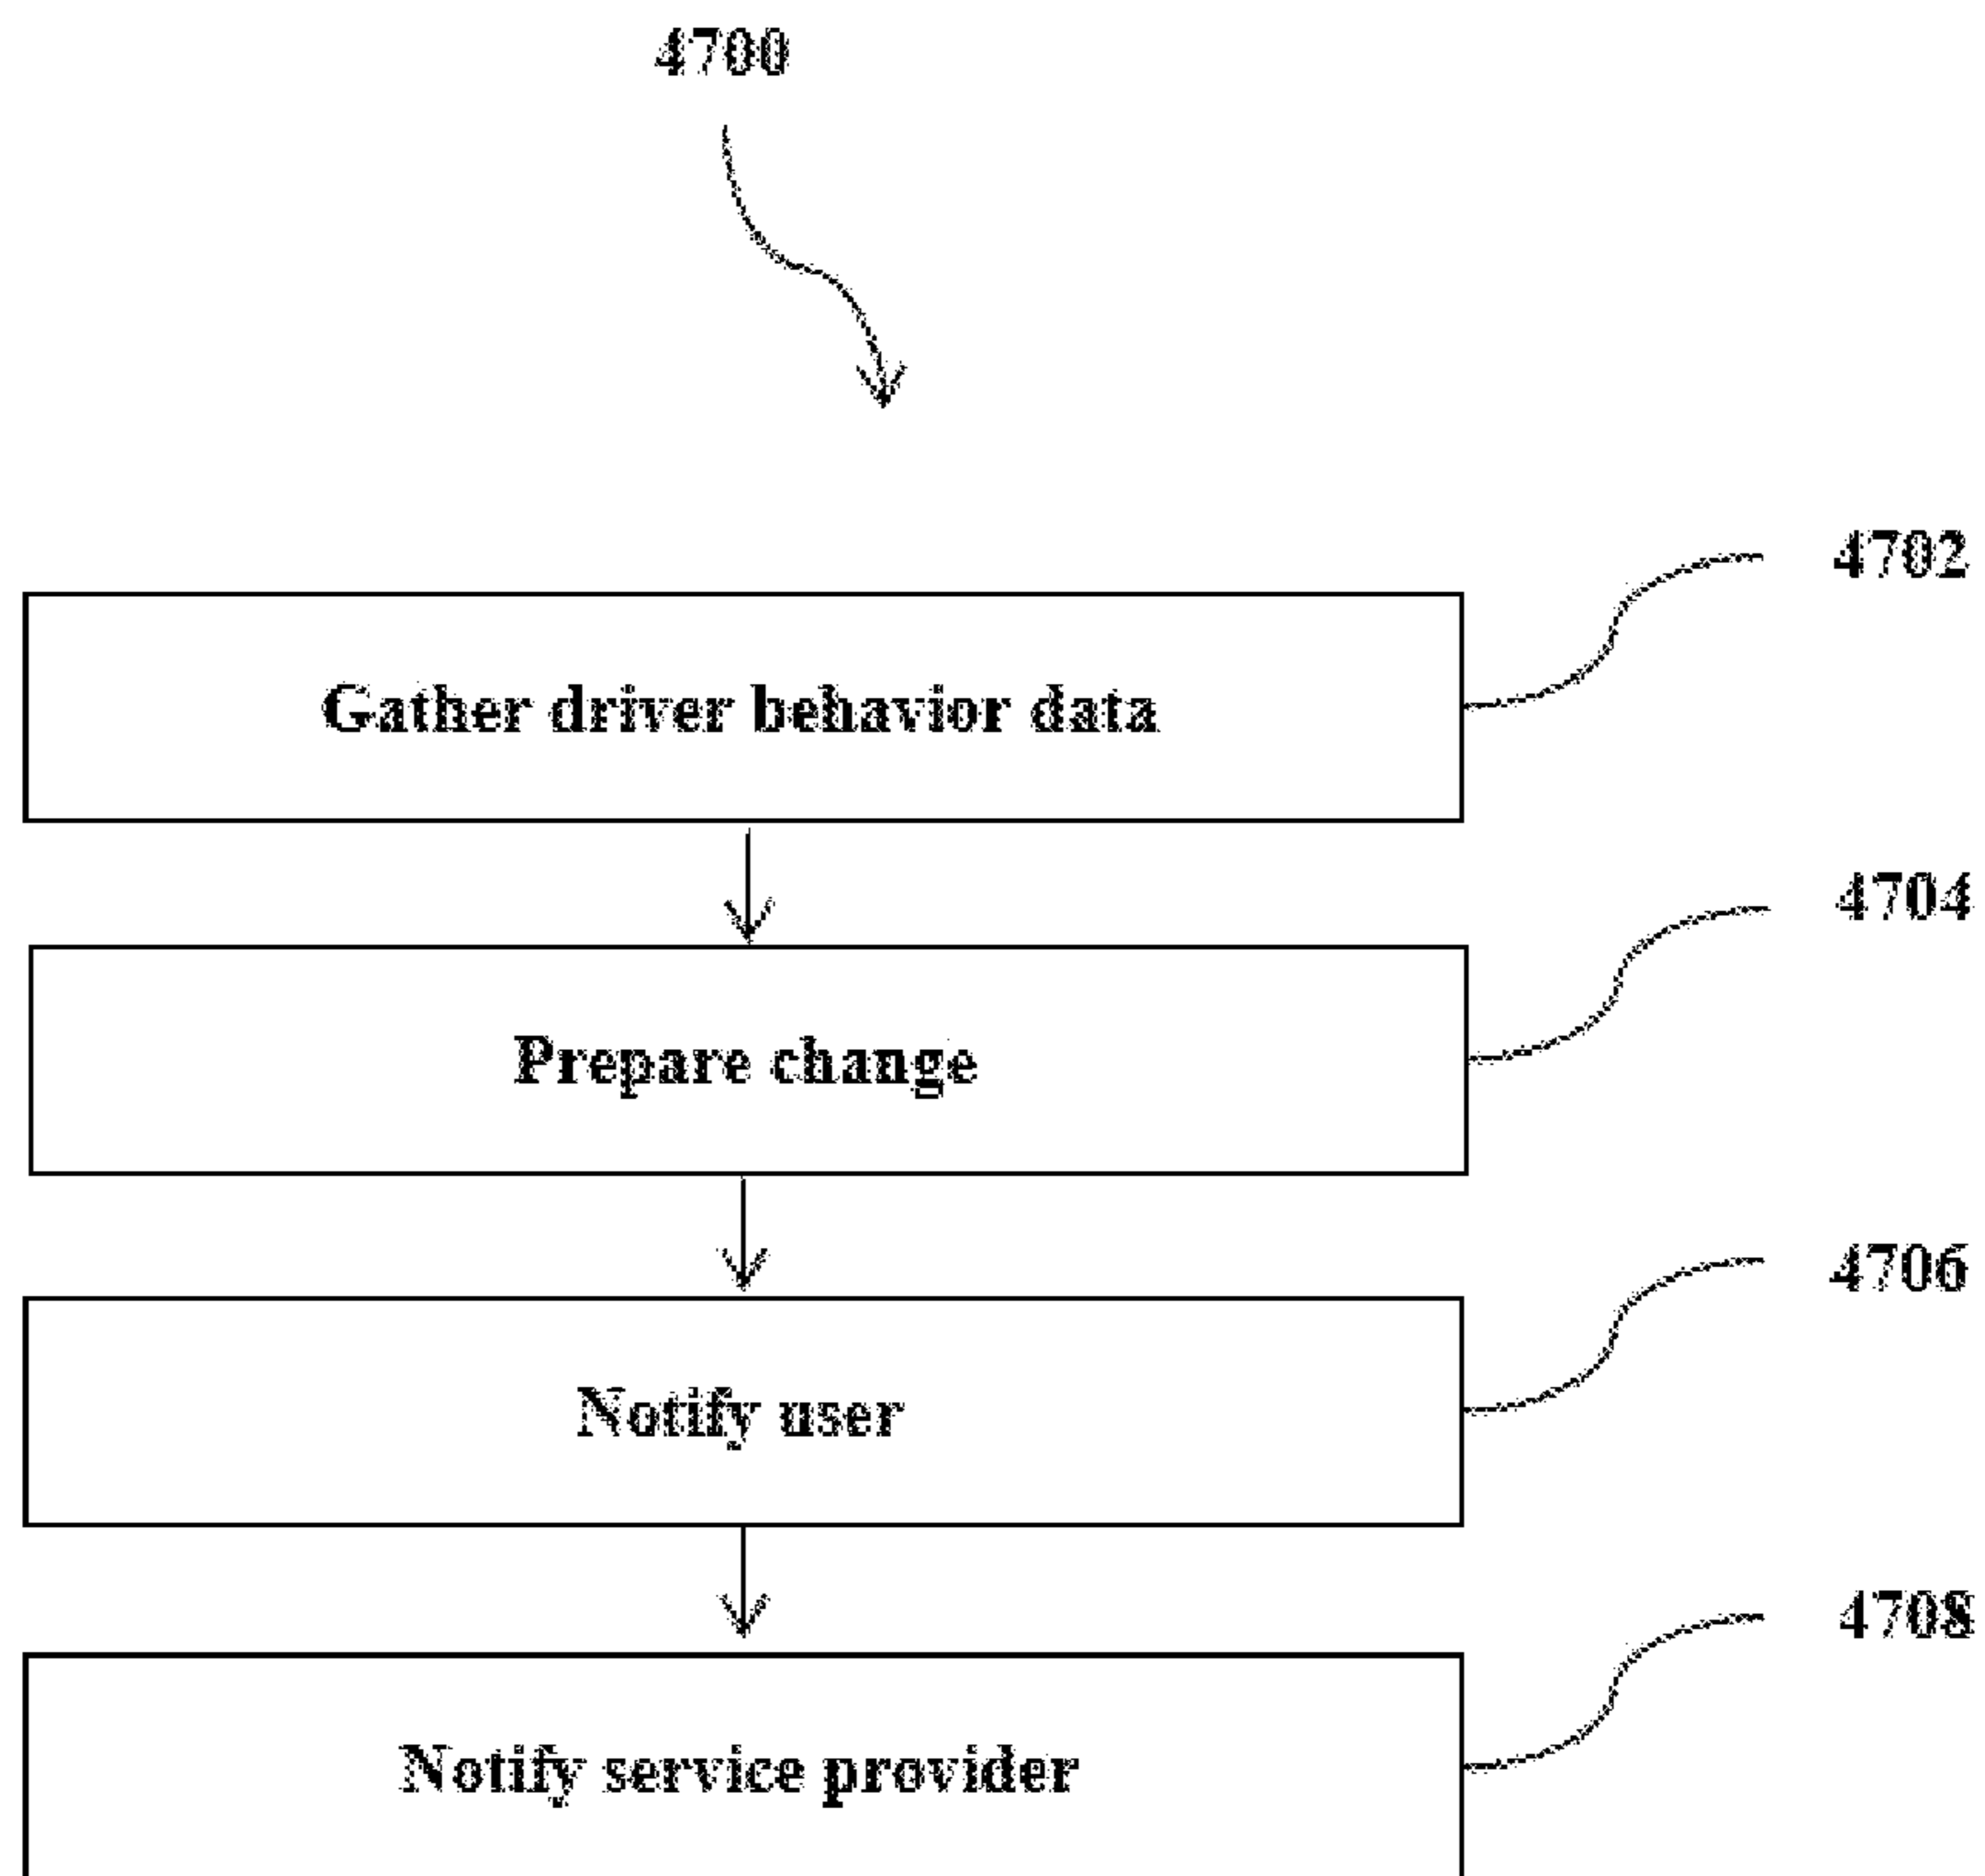 4700
4702
Gather driver behavior data
4704
Prepare change
4706
Notify user
4708
Notify service provider